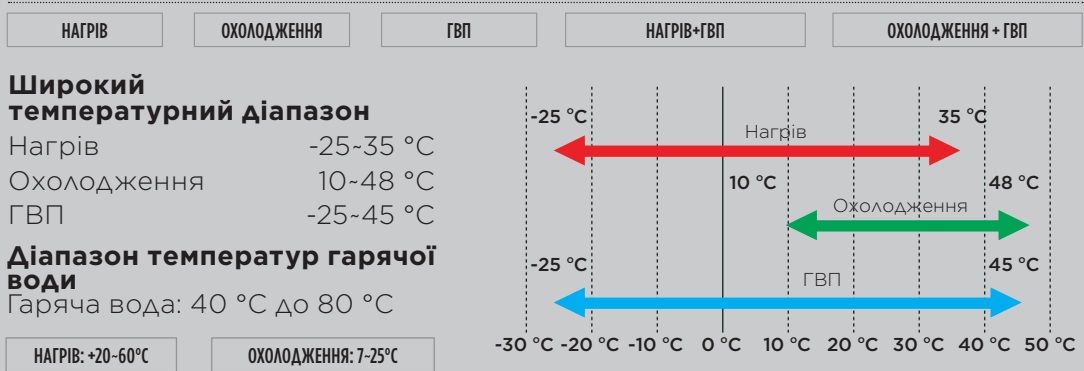 НАГРІВ
ОХОЛОДЖЕННЯ
ГВП
НАГРІВ+ГВП
ОХОЛОДЖЕННЯ + ГВП
Широкий
температурний діапазон
Нагрів -25~35 °C
Охолодження 10~48 °C
ГВП -25~45 °C
Діапазон температур гарячої
води
Гаряча вода: 40 °C до 80 °C
НАГРІВ: +20~60°C
ОХОЛОДЖЕННЯ: 7~25°C
-25 °C
35 °C
Нагрів
10 °C
48 °C
Охолодження
-25 °C
45 °C
ГВП
-30 °C -20 °C -10 °C 0 °C 10 °C 20 °C 30 °C 40 °C 50 °C